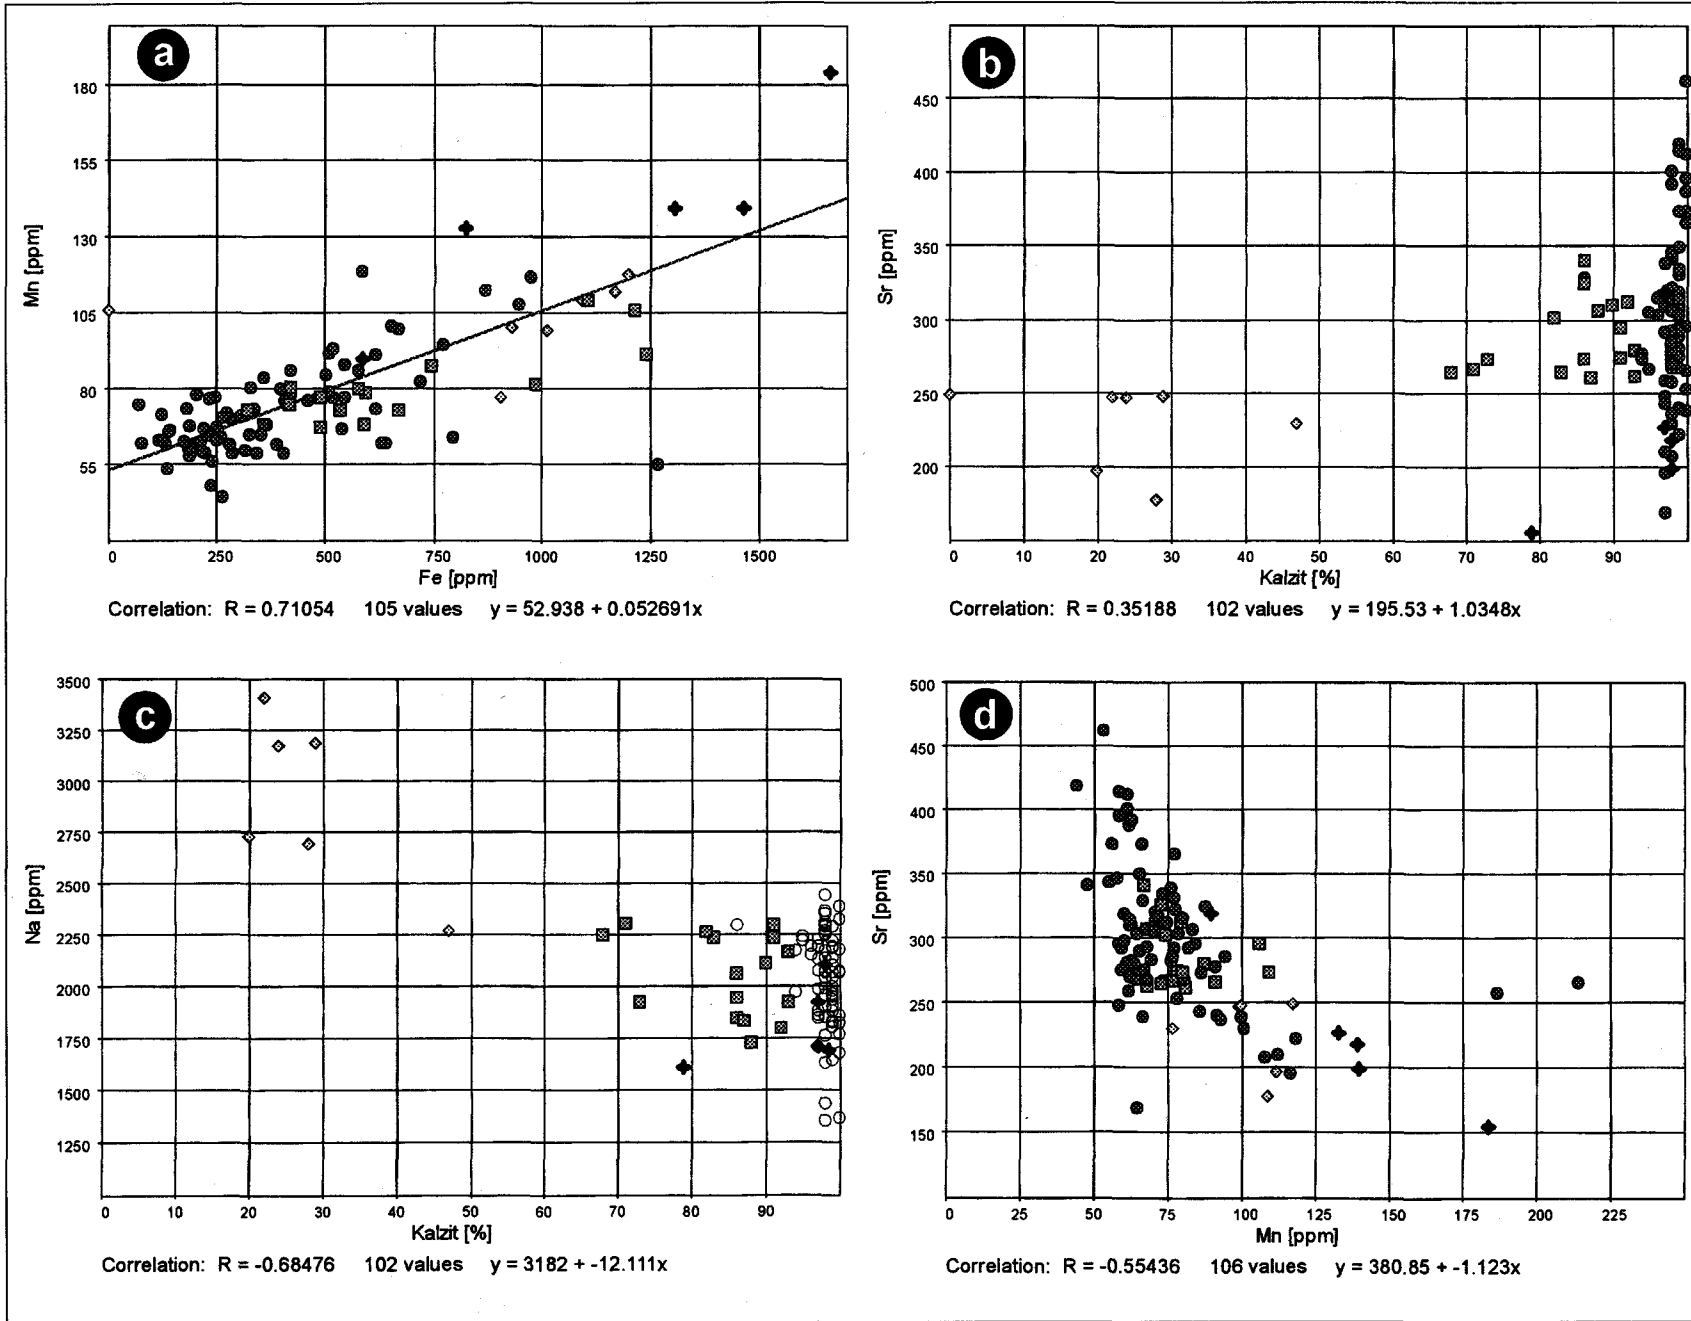 a
180
155
130
105
80
55
Mn [ppm]
0 250 500 750 1000 1250 1500
Fe [ppm]
Correlation: R = 0.71054 105 values y = 52.938 + 0.052691x
b
450
400
350
300
250
200
Sr [ppm]
0 10 20 30 40 50 60 70 80 90
Kalzit [%]
Correlation: R = 0.35188 102 values y = 195.53 + 1.0348x
c
3500
3250
3000
2750
2500
2250
2000
1750
1500
1250
Na [ppm]
0 10 20 30 40 50 60 70 80 90
Kalzit [%]
Correlation: R = -0.68476 102 values y = 3182 + -12.111x
d
500
450
400
350
300
250
200
150
Sr [ppm]
0 25 50 75 100 125 150 175 200 225
Mn [ppm]
Correlation: R = -0.55436 106 values y = 380.85 + -1.123x